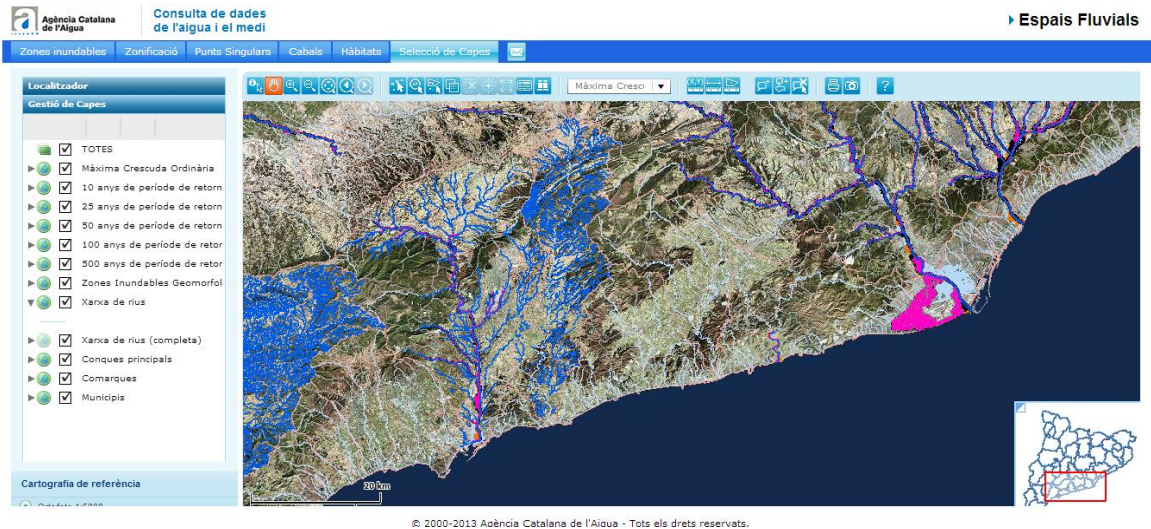 Agència Catalana
de l'Aigua
Consulta de dades
de l'aigua i el medi
Espais Fluvials
Zones inundables Zonificació Punts Singulars Cabals Hàbitats Selecció de Capes
Localitzador
Gestió de Capes
Màxima Cresc
TOTES
Màxima Crescuda Ordinària
10 anys de període de retorn
25 anys de període de retorn
50 anys de període de retorn
100 anys de període de retor
500 anys de període de retor
Zones Inundables Geomorfol
Xarxa de rius
Xarxa de rius (completa)
Conques principals
Comarques
Municipis
Cartografia de referència
20 km
© 2000-2013 Agència Catalana de l'Aigua - Tots els drets reservats.